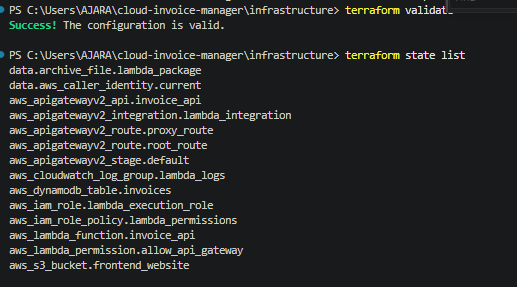 PS C:\Users\AJARA\cloud-invoice-manager\infrastructure> terraform validate
Success! The configuration is valid.
PS C:\Users\AJARA\cloud-invoice-manager\infrastructure> terraform state list
data.archive_file.lambda_package
data.aws_caller_identity.current
aws_apigatewayv2_api.invoice_api
aws_apigatewayv2_integration.lambda_integration
aws_apigatewayv2_route.proxy_route
aws_apigatewayv2_route.root_route
aws_apigatewayv2_stage.default
aws_cloudwatch_log_group.lambda_logs
aws_dynamodb_table.invoices
aws_iam_role.lambda_execution_role
aws_iam_role_policy.lambda_permissions
aws_lambda_function.invoice_api
aws_lambda_permission.allow_api_gateway
aws_s3_bucket.frontend_website